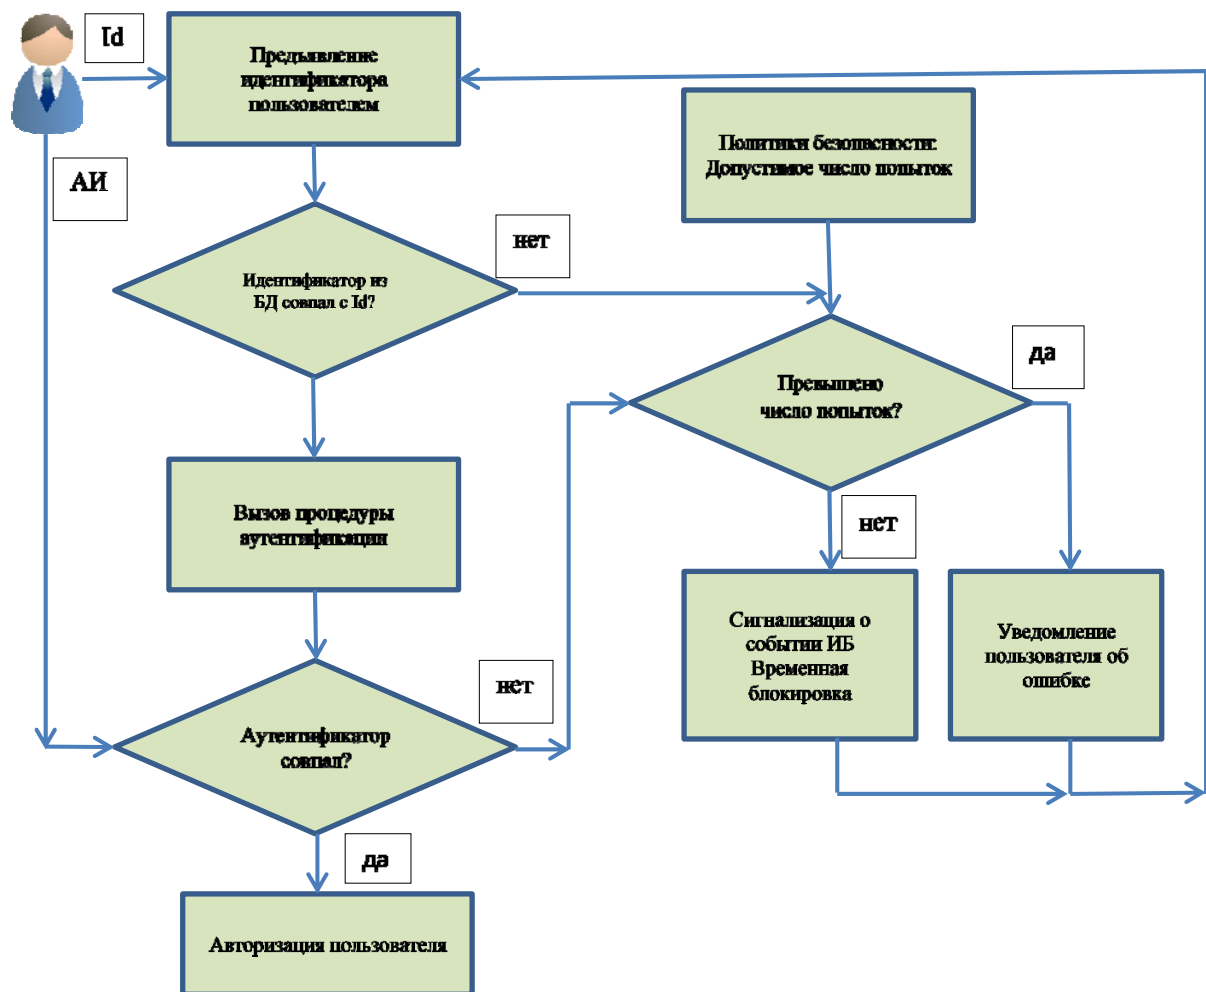 Id
Предъявление
идентификатора
пользователем
АИ
Политики безопасности:
Допустимое число попыток
нет
Идентификатор из
БД совпал с Id?
да
Превышено
число попыток?
Вызов процедуры
аутентификации
нет
Сигнализация о
событии ИБ
Временная
блокировка
Уведомление
пользователя об
ошибке
нет
Аутентификатор
совпал?
да
Авторизация пользователя